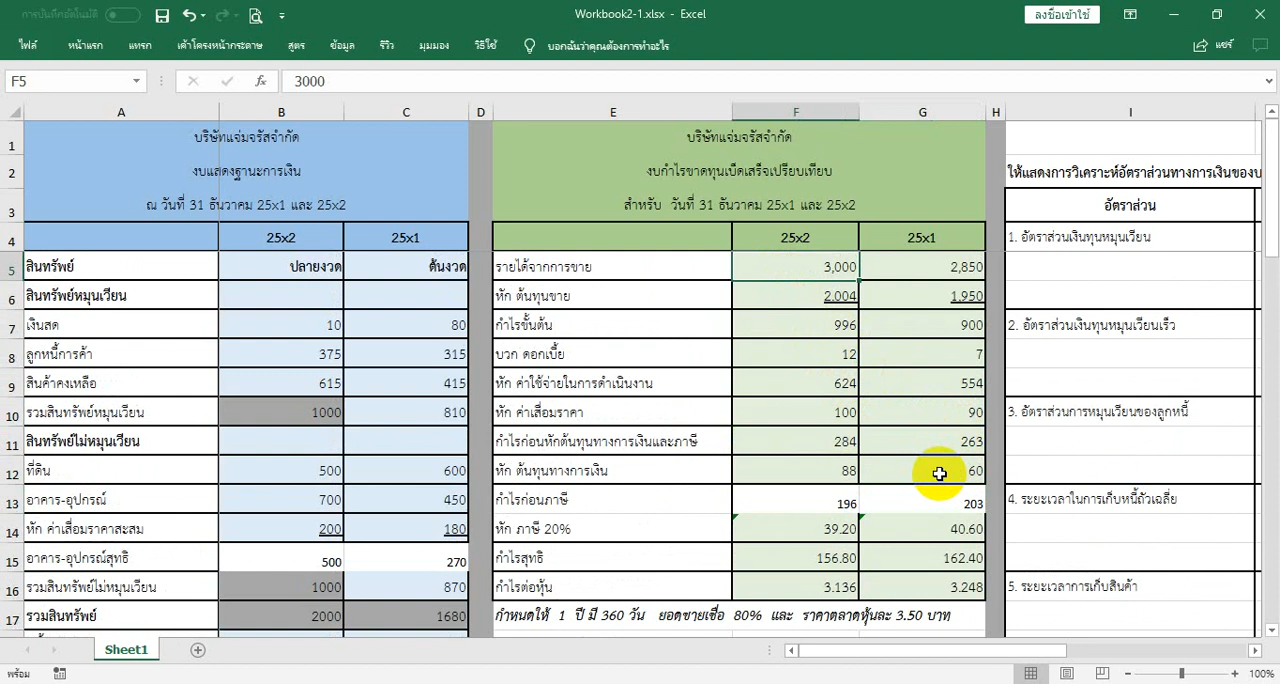 การบันทึกอัตโนมัติ
Workbook2-1.xlsx - Excel
ลงชื่อเข้าใช้
ไฟล์ หน้าแรก แทรก เค้าโครงหน้ากระดาษ สูตร ข้อมูล รีวิว มุมมอง วิธีใช้ บอกฉันว่าคุณต้องการทำอะไร แชร์
F5 fx 3000
A B C D E F G H I
1 บริษัทแจ่มจรัสจำกัด บริษัทแจ่มจรัสจำกัด
2 งบแสดงฐานะการเงิน งบกำไรขาดทุนเบ็ดเสร็จเปรียบเทียบ ให้แสดงการวิเคราะห์อัตราส่วนทางการเงินของบ
3 ณ วันที่ 31 ธันวาคม 25x1 และ 25x2 สำหรับ วันที่ 31 ธันวาคม 25x1 และ 25x2 อัตราส่วน
4 25x2 25x1 25x2 25x1 1. อัตราส่วนเงินทุนหมุนเวียน
5 สินทรัพย์ ปลายงวด ต้นงวด รายได้จากการขาย 3,000 2,850
6 สินทรัพย์หมุนเวียน หัก ต้นทุนขาย 2.004 1.950
7 เงินสด 10 80 กำไรขั้นต้น 996 900 2. อัตราส่วนเงินทุนหมุนเวียนเร็ว
8 ลูกหนี้การค้า 375 315 บวก ดอกเบี้ย 12 7
9 สินค้าคงเหลือ 615 415 หัก ค่าใช้จ่ายในการดำเนินงาน 624 554
10 รวมสินทรัพย์หมุนเวียน 1000 810 หัก ค่าเสื่อมราคา 100 90 3. อัตราส่วนการหมุนเวียนของลูกหนี้
11 สินทรัพย์ไม่หมุนเวียน กำไรก่อนหักต้นทุนทางการเงินและภาษี 284 263
12 ที่ดิน 500 600 หัก ต้นทุนทางการเงิน 88 60
13 อาคาร-อุปกรณ์ 700 450 กำไรก่อนภาษี 196 203 4. ระยะเวลาในการเก็บหนี้ถัวเฉลี่ย
14 หัก ค่าเสื่อมราคาสะสม 200 180 หัก ภาษี 20% 39.20 40.60
15 อาคาร-อุปกรณ์สุทธิ 500 270 กำไรสุทธิ 156.80 162.40
16 รวมสินทรัพย์ไม่หมุนเวียน 1000 870 กำไรต่อหุ้น 3.136 3.248 5. ระยะเวลาการเก็บสินค้า
17 รวมสินทรัพย์ 2000 1680 กำหนดให้ 1 ปี มี 360 วัน ยอดขายเชื่อ 80% และ ราคาตลาดหุ้นละ 3.50 บาท
Sheet1
พร้อม 100%